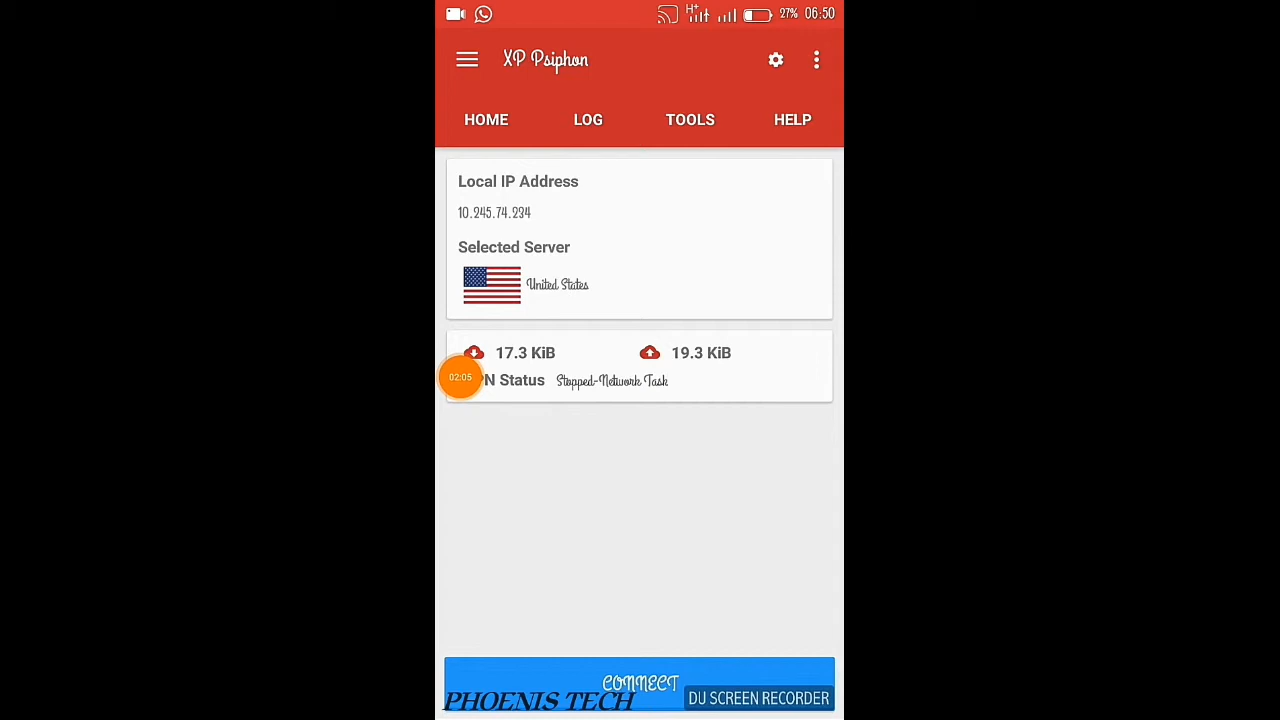 H+ 27% 06:50
XP Psiphon
HOME LOG TOOLS HELP
Local IP Address
10.245.74.234
Selected Server
United States
17.3 KiB 19.3 KiB
02:05 N Status Stopped-Network Task
CONNECT
PHOENIS TECH DU SCREEN RECORDER